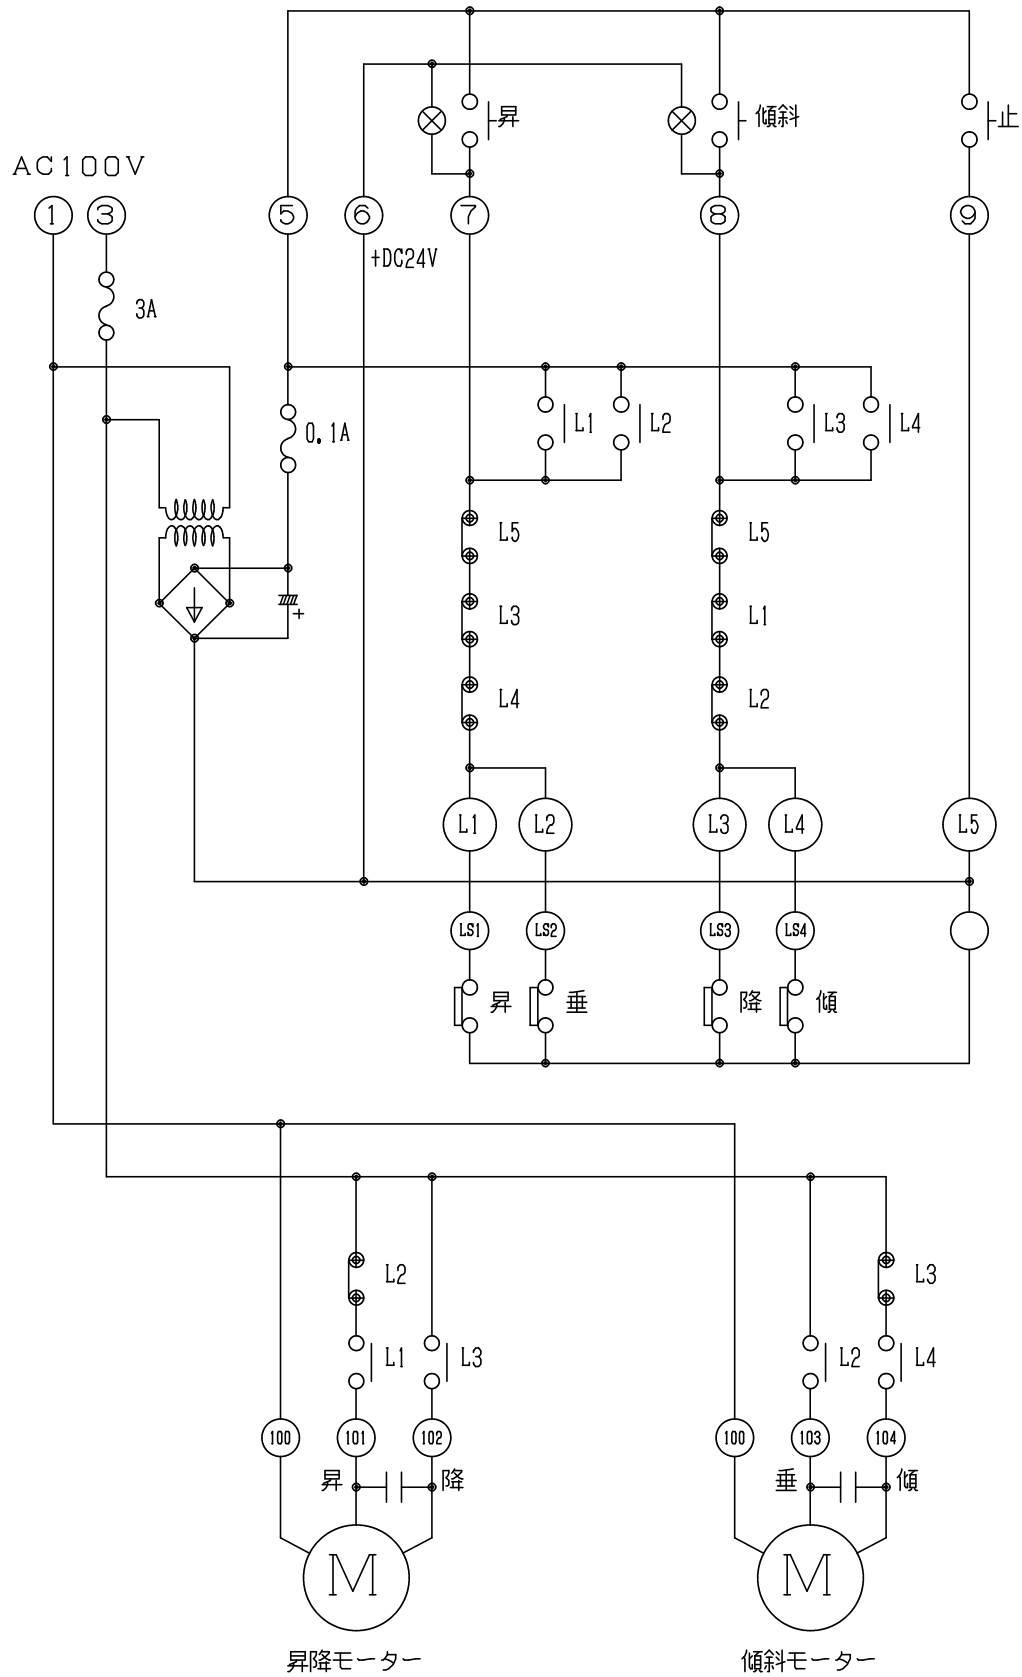 昇 傾斜 止
AC100V
1 3 5 6 7 8 9
+DC24V
3A
0.1A L1 L2 L3 L4
L5 L5
L3 L1
+
L4 L2
L1 L2 L3 L4 L5
LS1 LS2 LS3 LS4
昇 垂 降 傾
L2 L3
L1 L3 L2 L4
100 101 102 100 103 104
昇 降 垂 傾
M M
昇降モーター 傾斜モーター